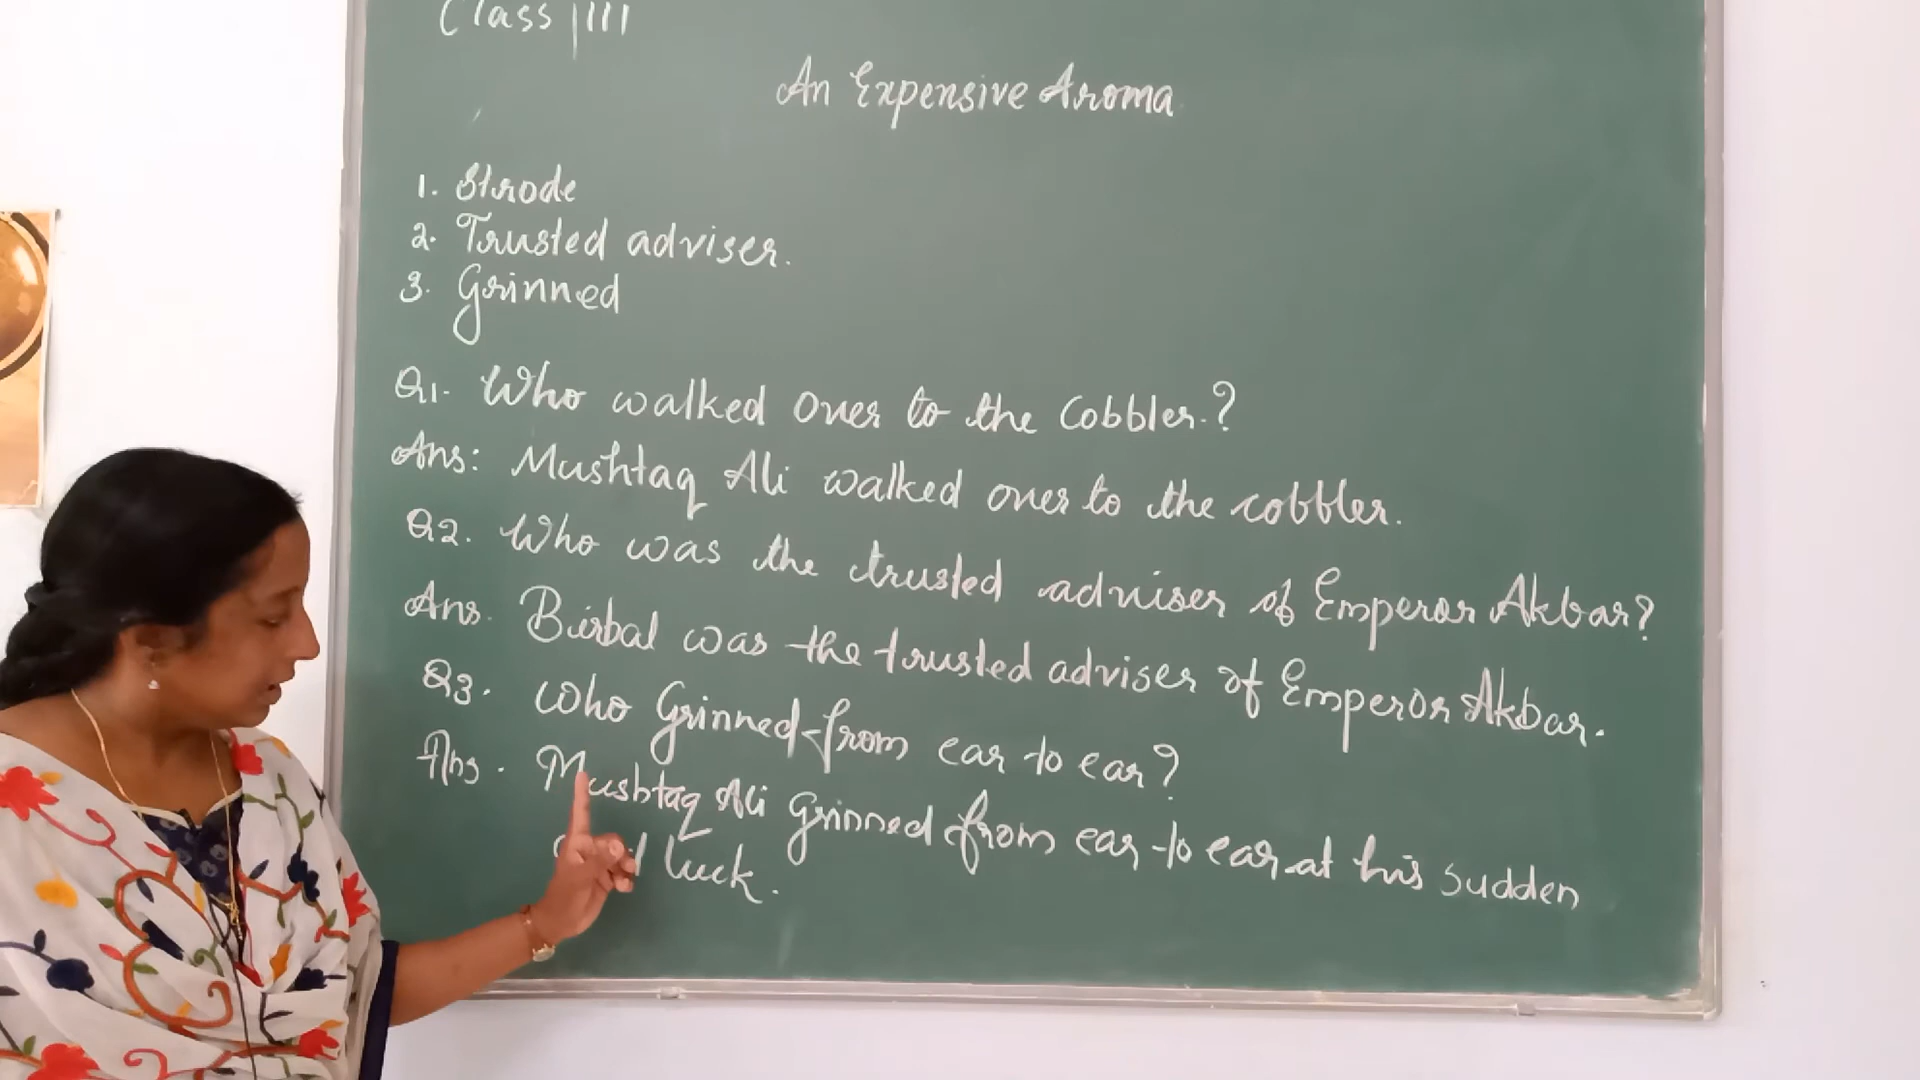 Class III
An Expensive Aroma
1. Strode
2. Trusted adviser.
3. Grinned
Q1. Who walked over to the Cobbler.?
Ans: Mushtaq Ali walked over to the cobbler.
Q2. Who was the trusted adviser of Emperor Akbar?
Ans. Birbal was the trusted adviser of Emperor Akbar.
Q3. Who Grinned from ear to ear?
Ans. Mushtaq Ali Grinned from ear to ear at his sudden
luck.